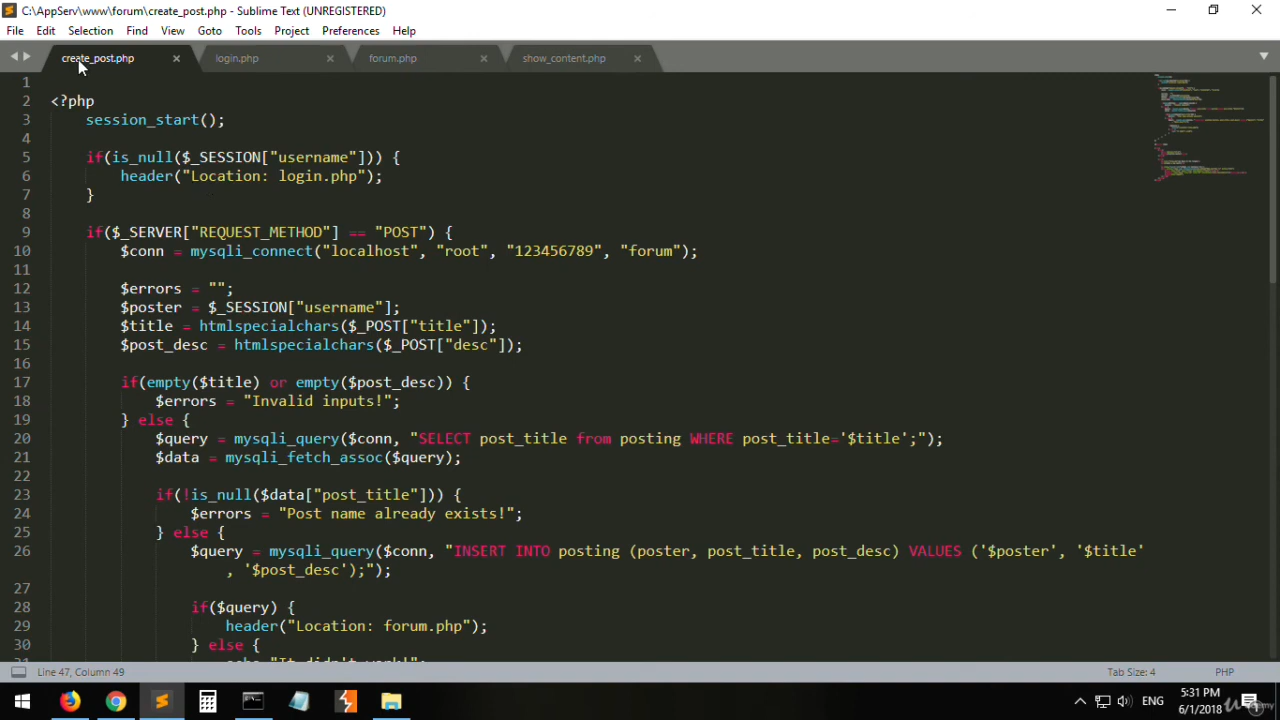 C:\AppServ\www\forum\create_post.php - Sublime Text (UNREGISTERED)
File Edit Selection Find View Goto Tools Project Preferences Help
create_post.php × login.php × forum.php × show_content.php ×
1
2 <?php
3 session_start();
4
5 if(is_null($_SESSION["username"])) {
6 header("Location: login.php");
7 }
8
9 if($_SERVER["REQUEST_METHOD"] == "POST") {
10 $conn = mysqli_connect("localhost", "root", "123456789", "forum");
11
12 $errors = "";
13 $poster = $_SESSION["username"];
14 $title = htmlspecialchars($_POST["title"]);
15 $post_desc = htmlspecialchars($_POST["desc"]);
16
17 if(empty($title) or empty($post_desc)) {
18 $errors = "Invalid inputs!";
19 } else {
20 $query = mysqli_query($conn, "SELECT post_title from posting WHERE post_title='$title';");
21 $data = mysqli_fetch_assoc($query);
22
23 if(!is_null($data["post_title"])) {
24 $errors = "Post name already exists!";
25 } else {
26 $query = mysqli_query($conn, "INSERT INTO posting (poster, post_title, post_desc) VALUES ('$poster', '$title'
, '$post_desc');");
27
28 if($query) {
29 header("Location: forum.php");
30 } else {
31 echo "It didn't work!";
Line 47, Column 49 Tab Size: 4 PHP
ENG 5:31 PM
6/1/2018